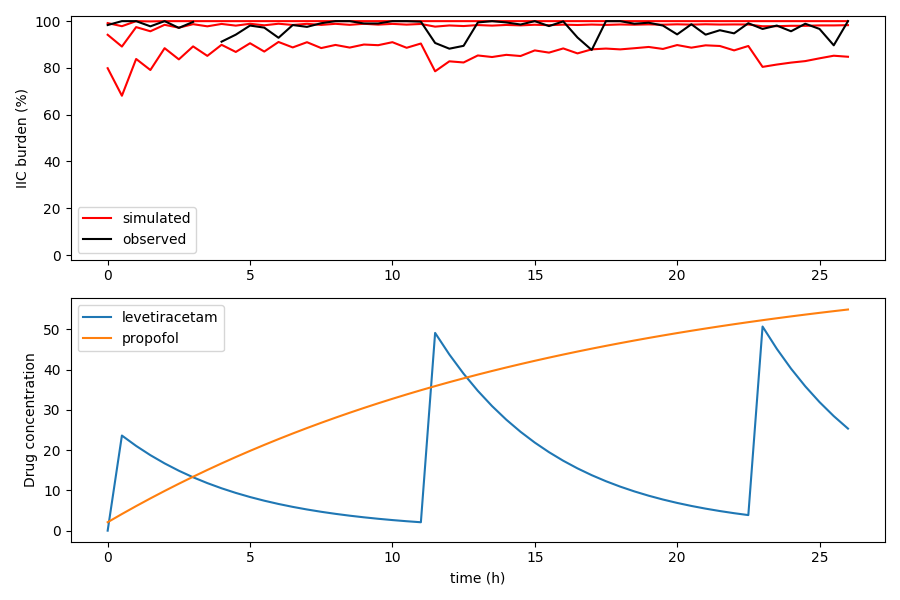 100
80
60
40
20
0
IIC burden (%)
simulated
observed
0 5 10 15 20 25
levetiracetam
propofol
50
40
30
20
10
0
Drug concentration
0 5 10 15 20 25
time (h)